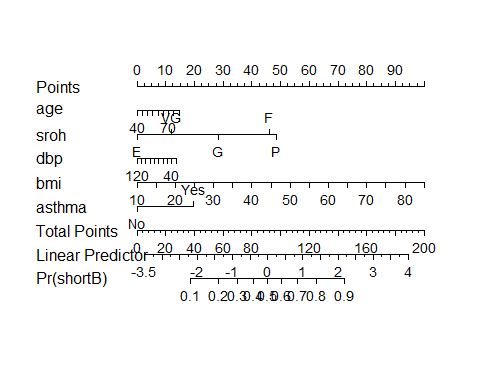 0 10 20 30 40 50 60 70 80 90
Points
age
VG F
40 70
sroh
E G P
dbp
120 40
bmi
Yes
10 20 30 40 50 60 70 80
asthma
No
Total Points
0 20 40 60 80 120 160 200
Linear Predictor
-3.5 -2 -1 0 1 2 3 4
Pr(shortB)
0.1 0.2 0.3 0.4 0.5 0.6 0.7 0.8 0.9